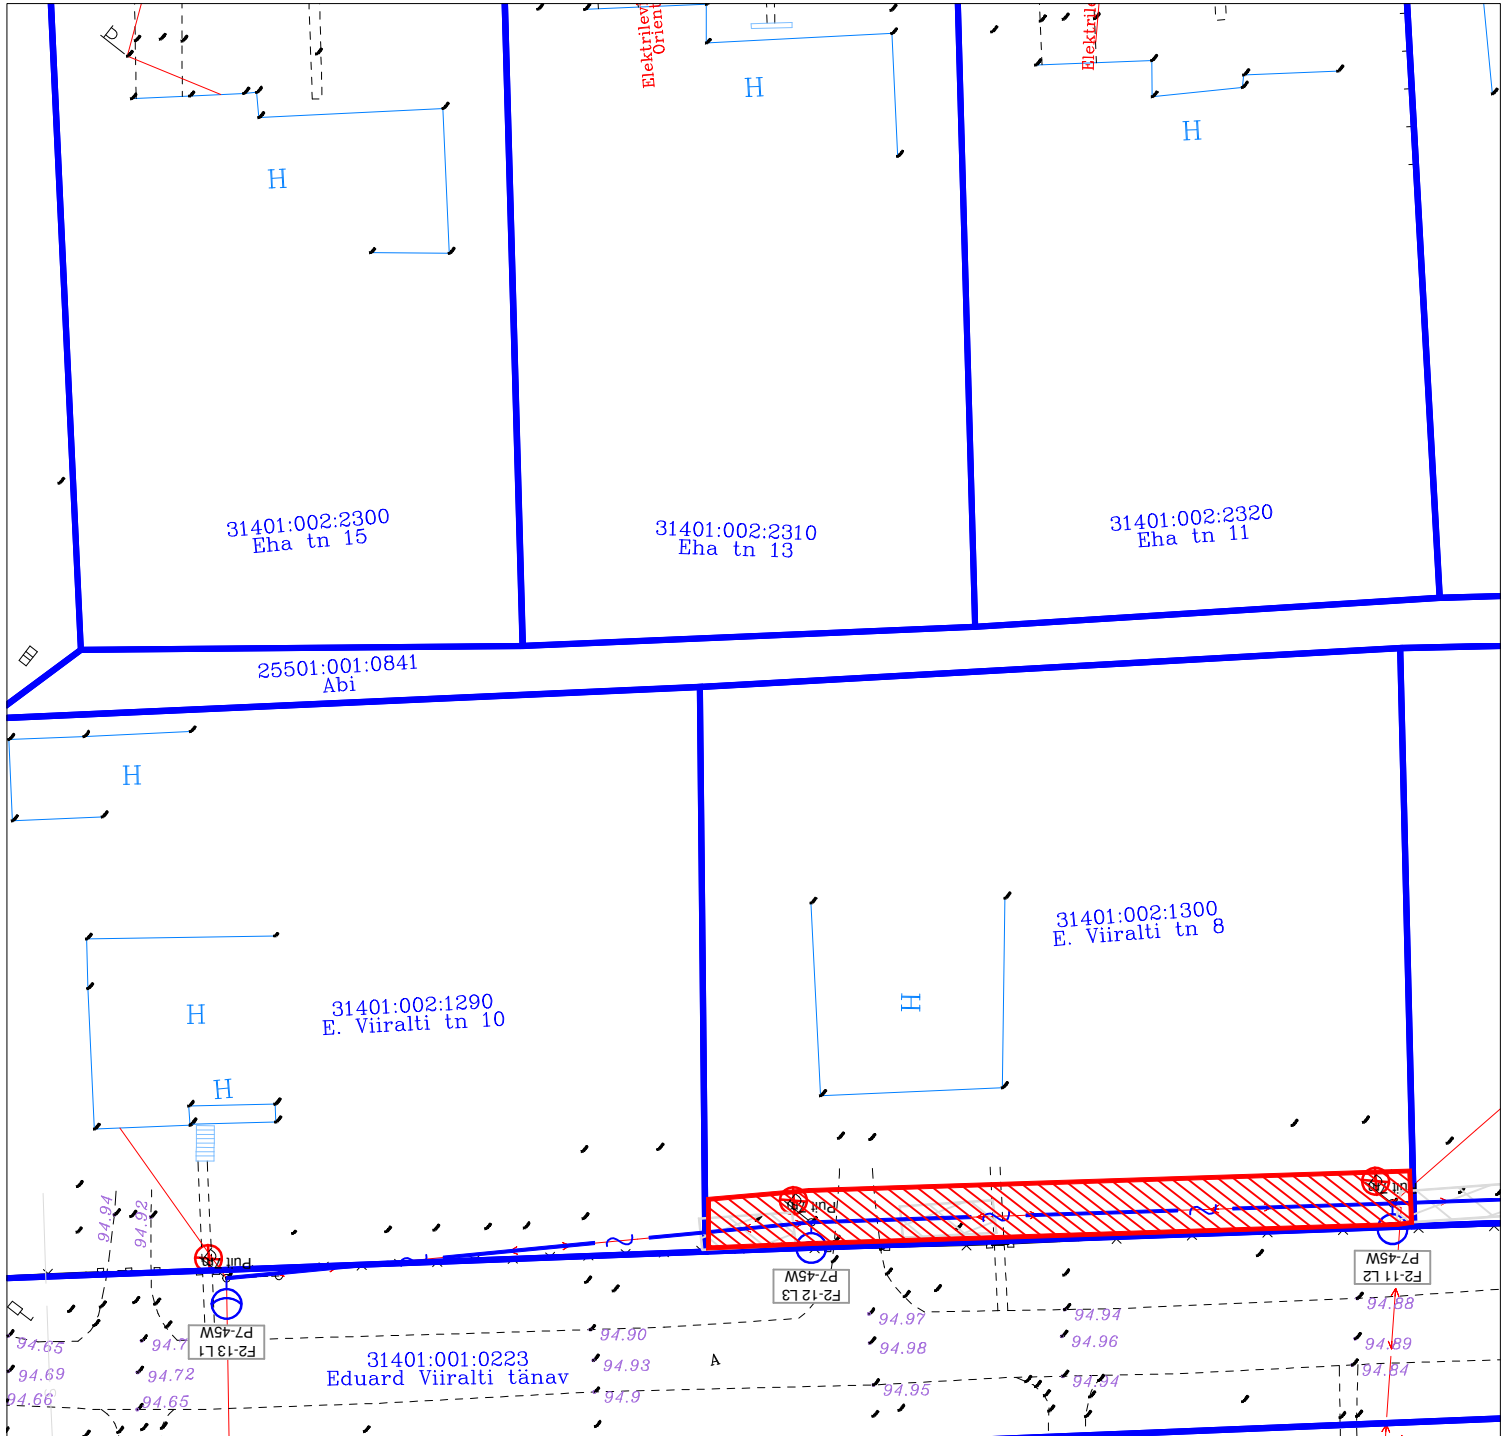 D
Elektrilev
Orient
Elektrile
H
H
H
31401:002:2300
Eha tn 15
31401:002:2310
Eha tn 13
31401:002:2320
Eha tn 11
25501:001:0841
Abi
H
31401:002:1300
E. Viiralti tn 8
H
31401:002:1290
E. Viiralti tn 10
H
H
94.94
94.92
Puit
Puit
F2-13 L1
P7-45W
F2-12 L3
P7-45W
F2-11 L2
P7-45W
94.65
94.69
94.66
94.7
94.72
94.65
31401:001:0223
Eduard Viiralti tänav
94.90
94.93
94.9
A
94.97
94.98
94.95
94.94
94.96
94.94
94.88
94.89
94.84